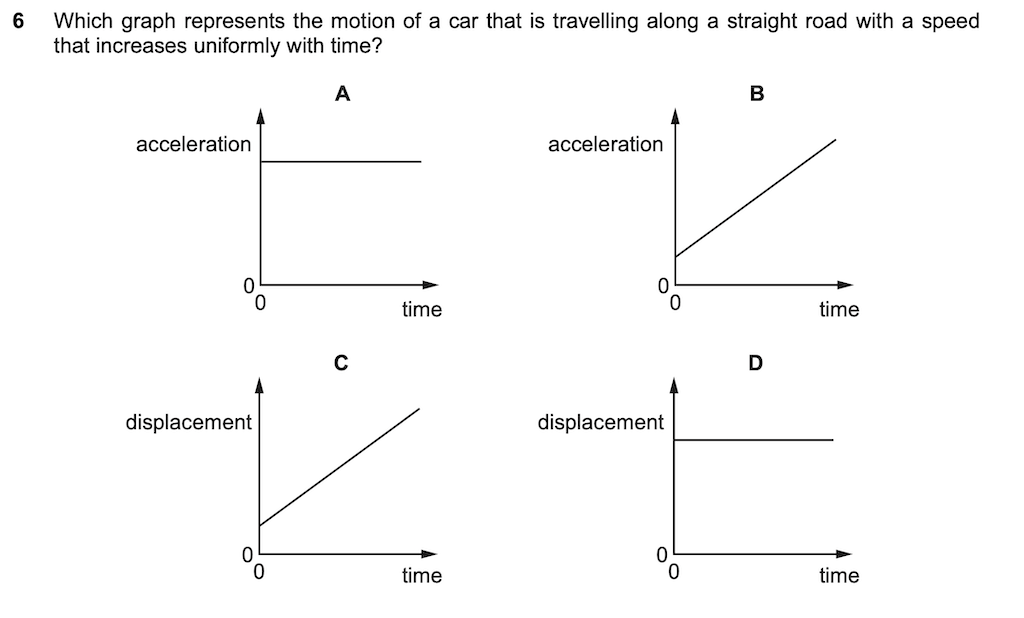 6 Which graph represents the motion of a car that is travelling along a straight road with a speed
that increases uniformly with time?
A
acceleration
0
0
time
B
acceleration
0
0
time
C
displacement
0
0
time
D
displacement
0
0
time